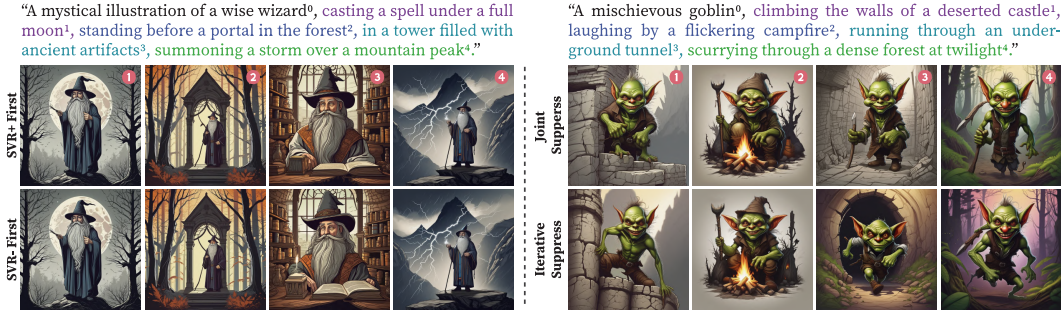 “A mystical illustration of a wise wizard⁰, casting a spell under a full
moon¹, standing before a portal in the forest², in a tower filled with
ancient artifacts³, summoning a storm over a mountain peak⁴.”
SVR+ First
1
2
3
4
SVR- First
“A mischievous goblin⁰, climbing the walls of a deserted castle¹,
laughing by a flickering campfire², running through an under-
ground tunnel³, scurrying through a dense forest at twilight⁴.”
Joint
Supperss
1
2
3
4
Iterative
Suppress